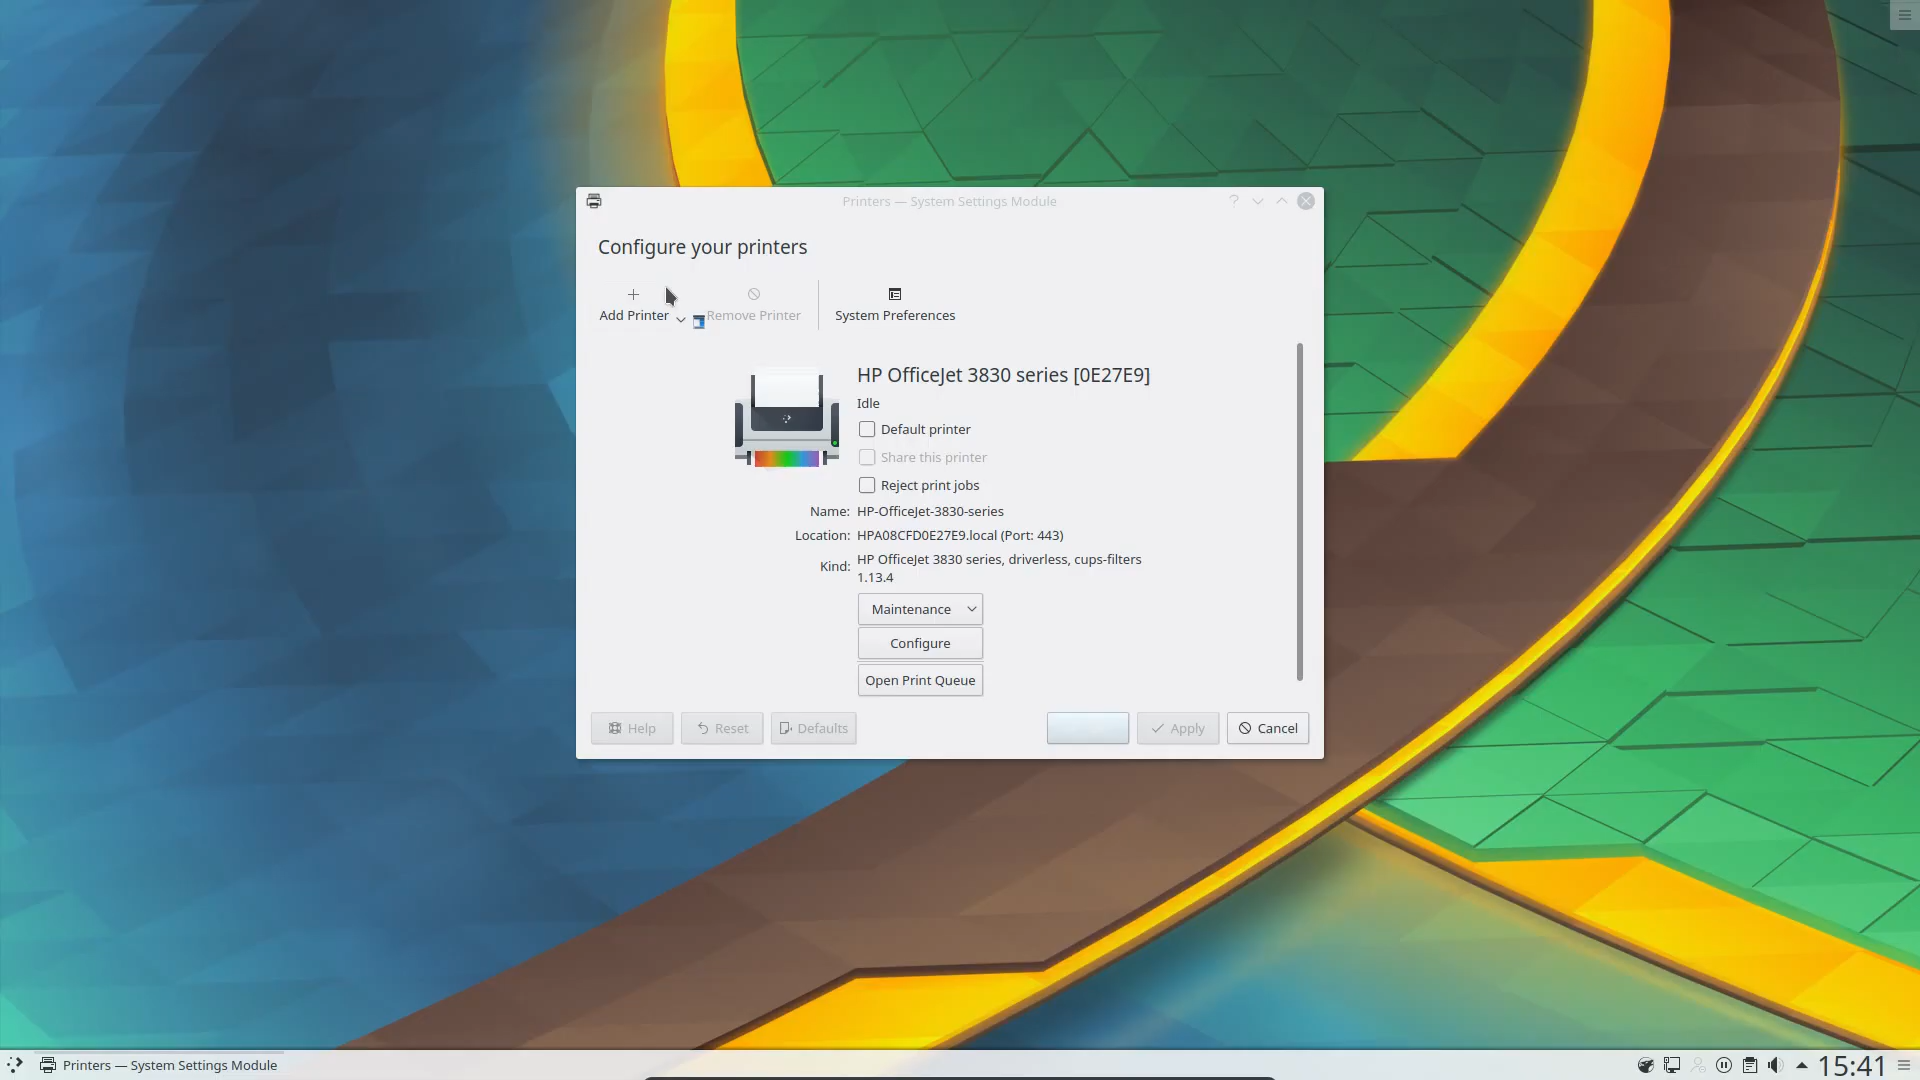 Printers — System Settings Module
Configure your printers
Add Printer
Remove Printer
System Preferences
HP OfficeJet 3830 series [0E27E9]
Idle
Default printer
Share this printer
Reject print jobs
Name: HP-OfficeJet-3830-series
Location: HPA08CFD0E27E9.local (Port: 443)
Kind: HP OfficeJet 3830 series, driverless, cups-filters
1.13.4
Maintenance
Configure
Open Print Queue
Help
Reset
Defaults
Apply
Cancel
Printers — System Settings Module
15:41